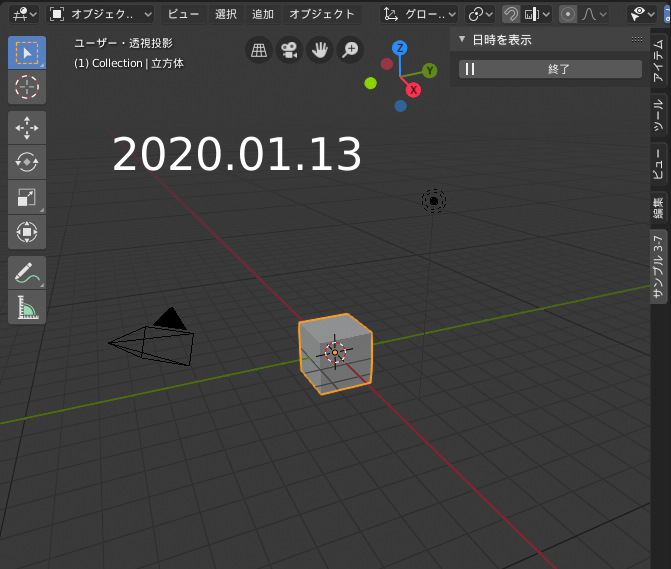 オブジェク..
ビュー
選択
追加
オブジェクト
グロー..
ユーザー・透視投影
(1) Collection | 立方体
Z
Y
X
日時を表示
終了
アイテム
ツール
ビュー
編集
サンプル 3-7
2020.01.13